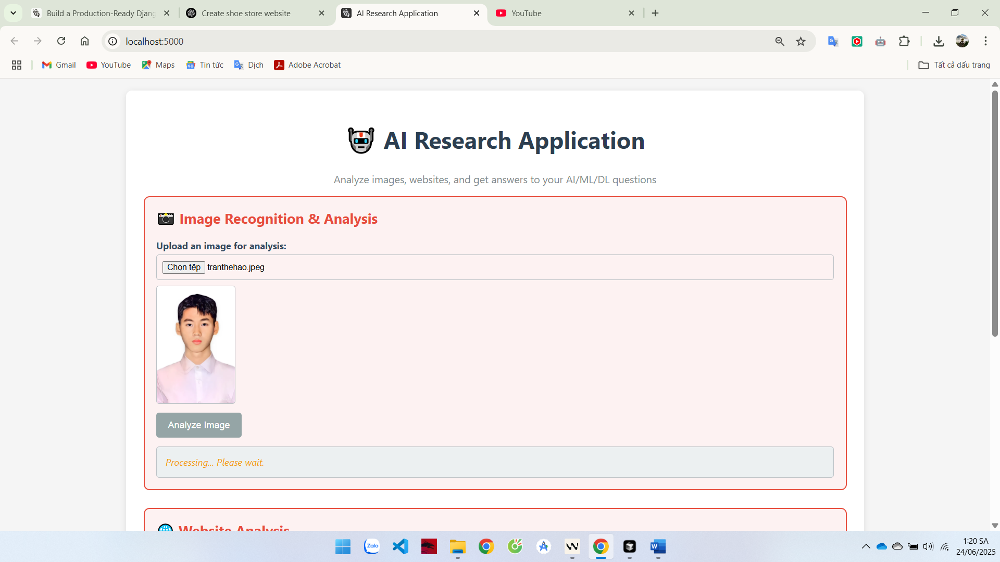 Build a Production-Ready Djang
Create shoe store website
AI Research Application
YouTube
localhost:5000
Gmail
YouTube
Maps
Tin tức
Dịch
Adobe Acrobat
Tất cả dấu trang
AI Research Application
Analyze images, websites, and get answers to your AI/ML/DL questions
Image Recognition & Analysis
Upload an image for analysis:
Chọn tệp tranthehao.jpeg
Analyze Image
Processing... Please wait.
Website Analysis
Zalo
W
1:20 SA
24/06/2025